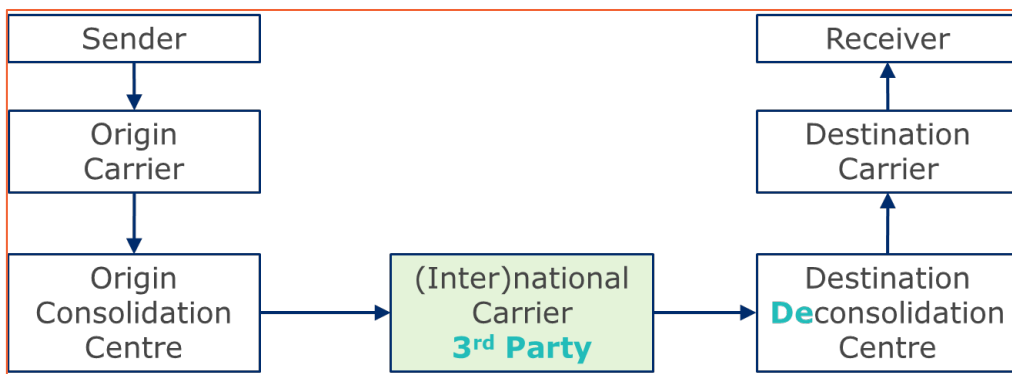 Sender
Origin
Carrier
Origin
Consolidation
Centre
(Inter)national
Carrier
3rd Party
Destination
Deconsolidation
Centre
Destination
Carrier
Receiver